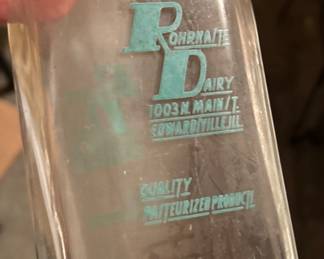 ROHRKASTE
DAIRY
1003 N. MAIN ST.
EDWARDSVILLE ILL.
QUALITY
PASTEURIZED PRODUCTS